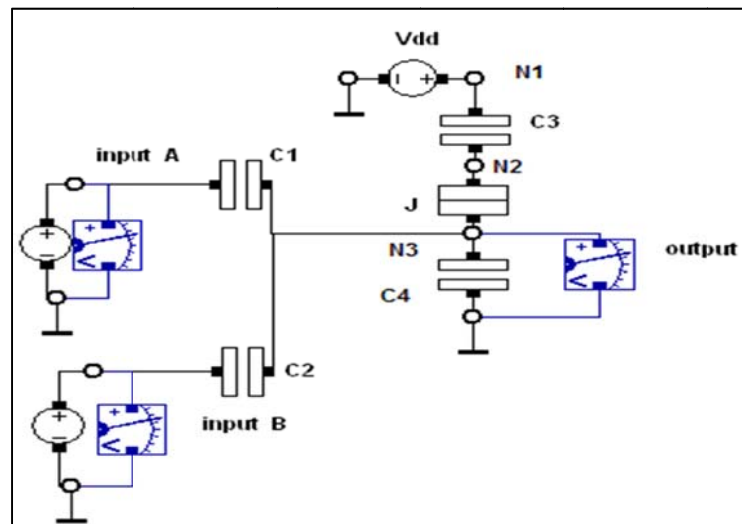 Vdd
N1
C3
input A
C1
N2
J
N3
output
C4
C2
input B